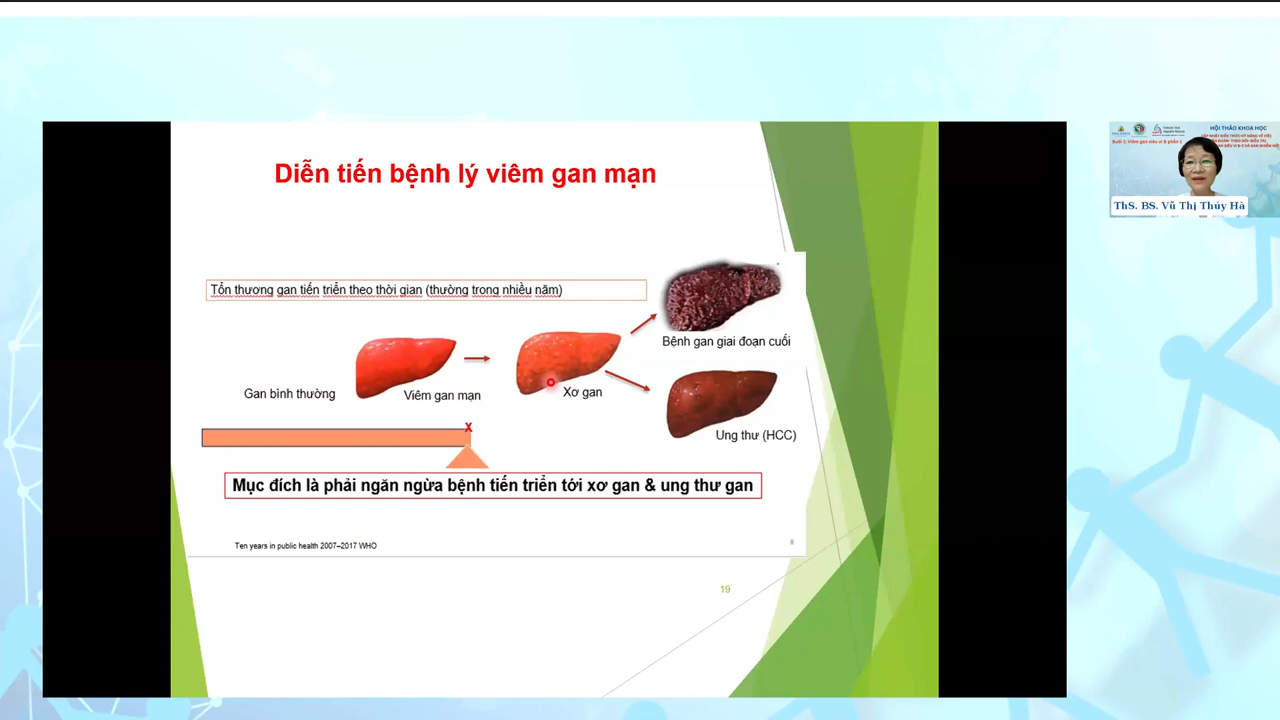 Diễn tiến bệnh lý viêm gan mạn
Tổn thương gan tiến triển theo thời gian (thường trong nhiều năm)
Bệnh gan giai đoạn cuối
Gan bình thường
Viêm gan mạn
Xơ gan
X
Ung thư (HCC)
Mục đích là phải ngăn ngừa bệnh tiến triển tới xơ gan & ung thư gan
Ten years in public health 2007–2017 WHO
8
19
HỘI THẢO KHOA HỌC
ThS. BS. Vũ Thị Thúy Hà